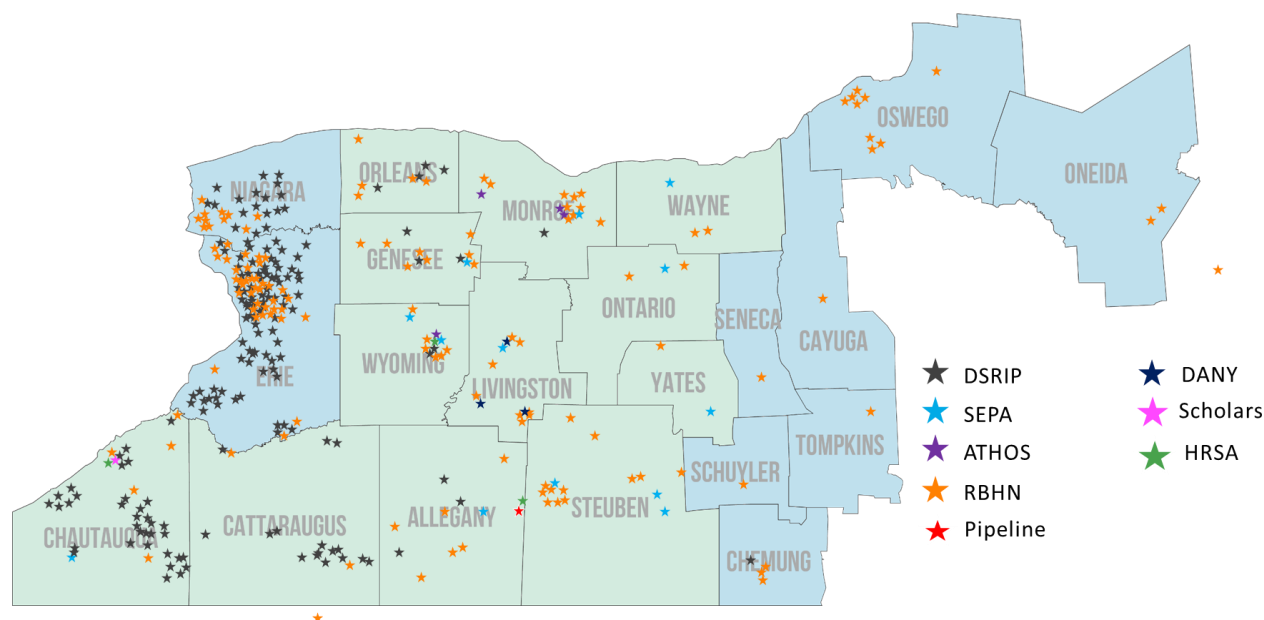 OSWEGO
ONEIDA
NIAGARA
ORLEANS
MONROE
WAYNE
GENESEE
ONTARIO
SENECA
CAYUGA
ERIE
WYOMING
LIVINGSTON
YATES
TOMPKINS
SCHUYLER
CHAUTAUQUA
CATTARAUGUS
ALLEGANY
STEUBEN
CHEMUNG
DSRIP
SEPA
ATHOS
RBHN
Pipeline
DANY
Scholars
HRSA